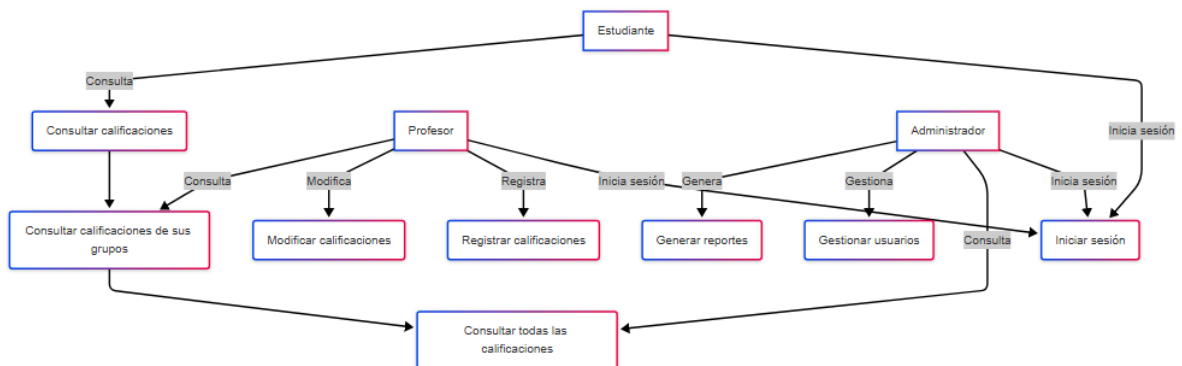 Estudiante
Consulta
Consultar calificaciones
Profesor
Administrador
Inicia sesión
Consulta
Modifica
Registra
Inicia sesión
Genera
Gestiona
Inicia sesión
Consultar calificaciones de sus
grupos
Modificar calificaciones
Registrar calificaciones
Generar reportes
Gestionar usuarios
Consulta
Iniciar sesión
Consultar todas las
calificaciones